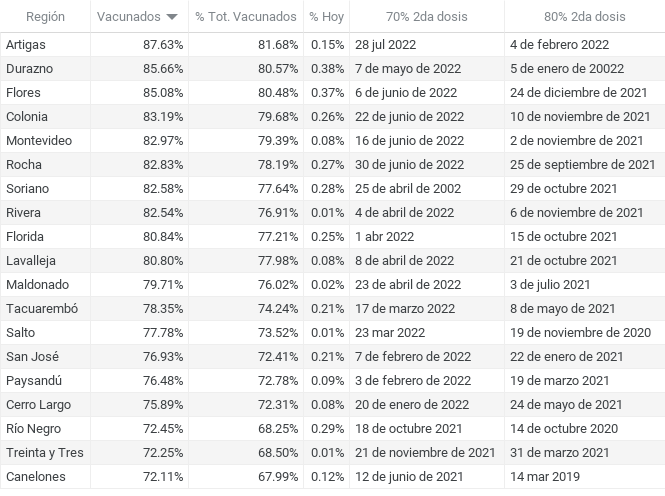 Región Vacunados % Tot. Vacunados % Hoy 70% 2da dosis 80% 2da dosis
Artigas 87.63% 81.68% 0.15% 28 jul 2022 4 de febrero 2022
Durazno 85.66% 80.57% 0.38% 7 de mayo de 2022 5 de enero de 20022
Flores 85.08% 80.48% 0.37% 6 de junio de 2022 24 de diciembre de 2021
Colonia 83.19% 79.68% 0.26% 22 de junio de 2022 10 de noviembre de 2021
Montevideo 82.97% 79.39% 0.08% 16 de junio de 2022 2 de noviembre de 2021
Rocha 82.83% 78.19% 0.27% 30 de junio de 2022 25 de septiembre de 2021
Soriano 82.58% 77.64% 0.28% 25 de abril de 2002 29 de octubre 2021
Rivera 82.54% 76.91% 0.01% 4 de abril de 2022 6 de noviembre de 2021
Florida 80.84% 77.21% 0.25% 1 abr 2022 15 de octubre 2021
Lavalleja 80.80% 77.98% 0.08% 8 de abril de 2022 21 de octubre 2021
Maldonado 79.71% 76.02% 0.02% 23 de abril de 2022 3 de julio 2021
Tacuarembó 78.35% 74.24% 0.21% 17 de marzo 2022 8 de mayo de 2021
Salto 77.78% 73.52% 0.01% 23 mar 2022 19 de noviembre de 2020
San José 76.93% 72.41% 0.21% 7 de febrero de 2022 22 de enero de 2021
Paysandú 76.48% 72.78% 0.09% 3 de febrero de 2022 19 de marzo 2021
Cerro Largo 75.89% 72.31% 0.08% 20 de enero de 2022 24 de mayo de 2021
Río Negro 72.45% 68.25% 0.29% 18 de octubre 2021 14 de octubre 2020
Treinta y Tres 72.25% 68.50% 0.01% 21 de noviembre de 2021 31 de marzo 2021
Canelones 72.11% 67.99% 0.12% 12 de junio de 2021 14 mar 2019